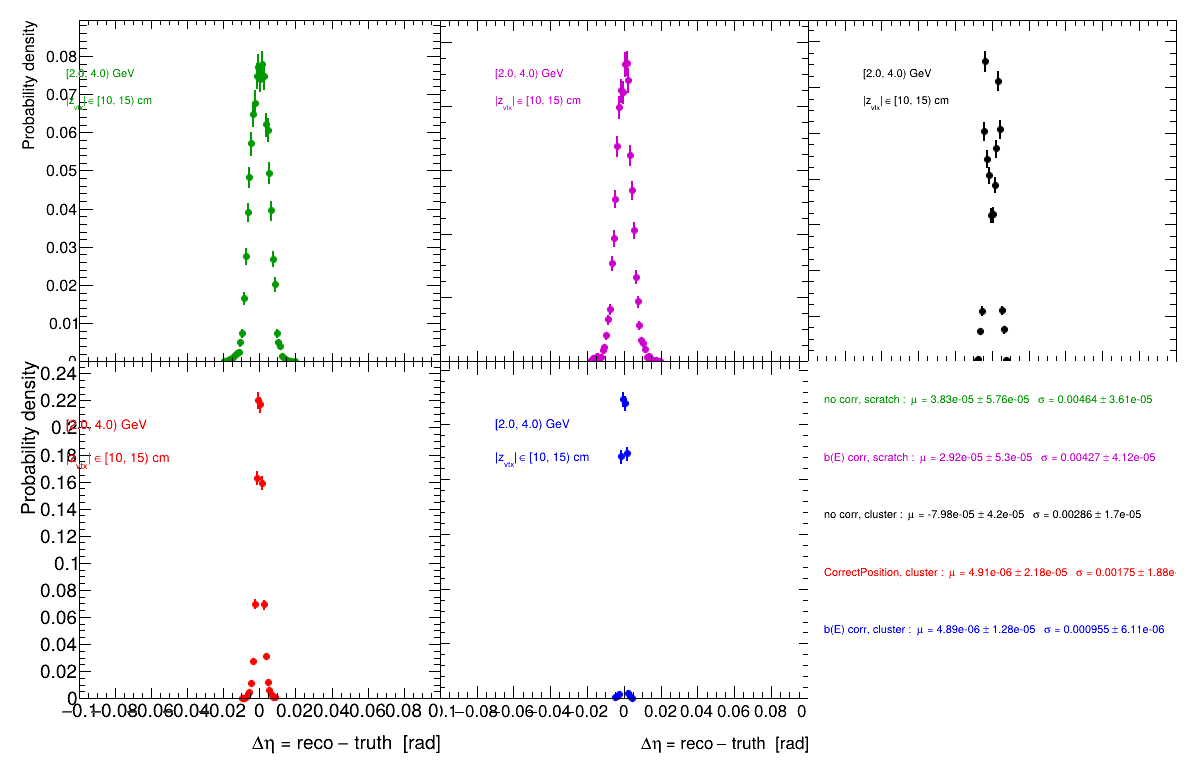 Probability density
0.08
0.07
0.06
0.05
0.04
0.03
0.02
0.01
0
[2.0, 4.0) GeV
|z_vtx| ∈ [10, 15) cm
[2.0, 4.0) GeV
|z_vtx| ∈ [10, 15) cm
[2.0, 4.0) GeV
|z_vtx| ∈ [10, 15) cm
Probability density
0.24
0.22
0.2
0.18
0.16
0.14
0.12
0.1
0.08
0.06
0.04
0.02
0
[2.0, 4.0) GeV
|z_vtx| ∈ [10, 15) cm
[2.0, 4.0) GeV
|z_vtx| ∈ [10, 15) cm
no corr, scratch : μ = 3.83e-05 ± 5.76e-05 σ = 0.00464 ± 3.61e-05
b(E) corr, scratch : μ = 2.92e-05 ± 5.3e-05 σ = 0.00427 ± 4.12e-05
no corr, cluster : μ = -7.98e-05 ± 4.2e-05 σ = 0.00286 ± 1.7e-05
CorrectPosition, cluster : μ = 4.91e-06 ± 2.18e-05 σ = 0.00175 ± 1.88e-
b(E) corr, cluster : μ = 4.89e-06 ± 1.28e-05 σ = 0.000955 ± 6.11e-06
−0.1 −0.08 −0.06 −0.04 −0.02 0 0.02 0.04 0.06 0.08 0.1 −0.08 −0.06 −0.04 −0.02 0 0.02 0.04 0.06 0.08 0
Δη = reco − truth [rad]
Δη = reco − truth [rad]